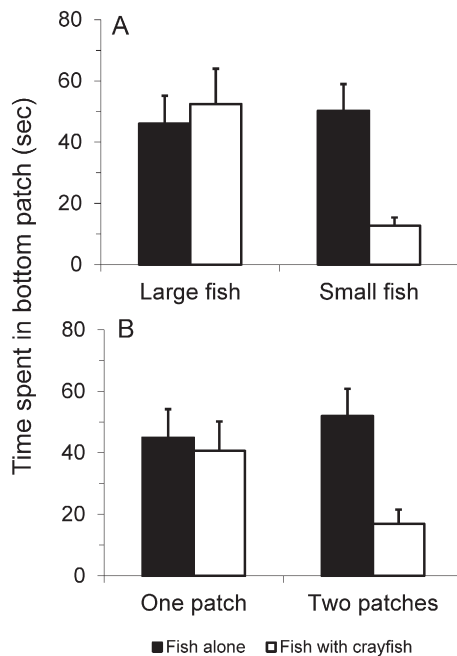 A
80
60
40
20
0
Large fish Small fish
Time spent in bottom patch (sec)
B
80
60
40
20
0
One patch Two patches
Fish alone Fish with crayfish